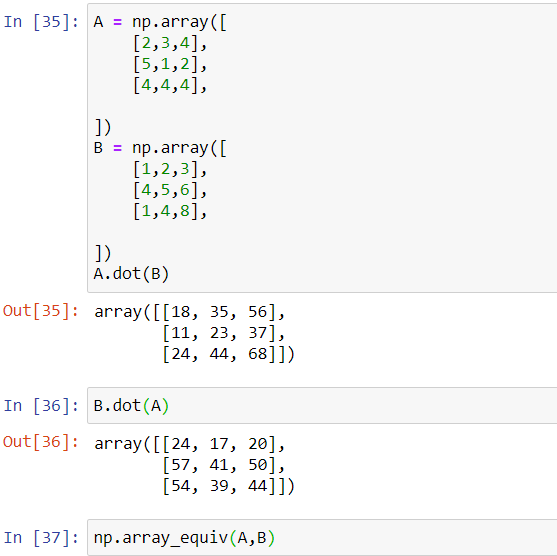 In [35]: A = np.array([
[2,3,4],
[5,1,2],
[4,4,4],
])
B = np.array([
[1,2,3],
[4,5,6],
[1,4,8],
])
A.dot(B)
Out[35]: array([[18, 35, 56],
[11, 23, 37],
[24, 44, 68]])
In [36]: B.dot(A)
Out[36]: array([[24, 17, 20],
[57, 41, 50],
[54, 39, 44]])
In [37]: np.array_equiv(A,B)